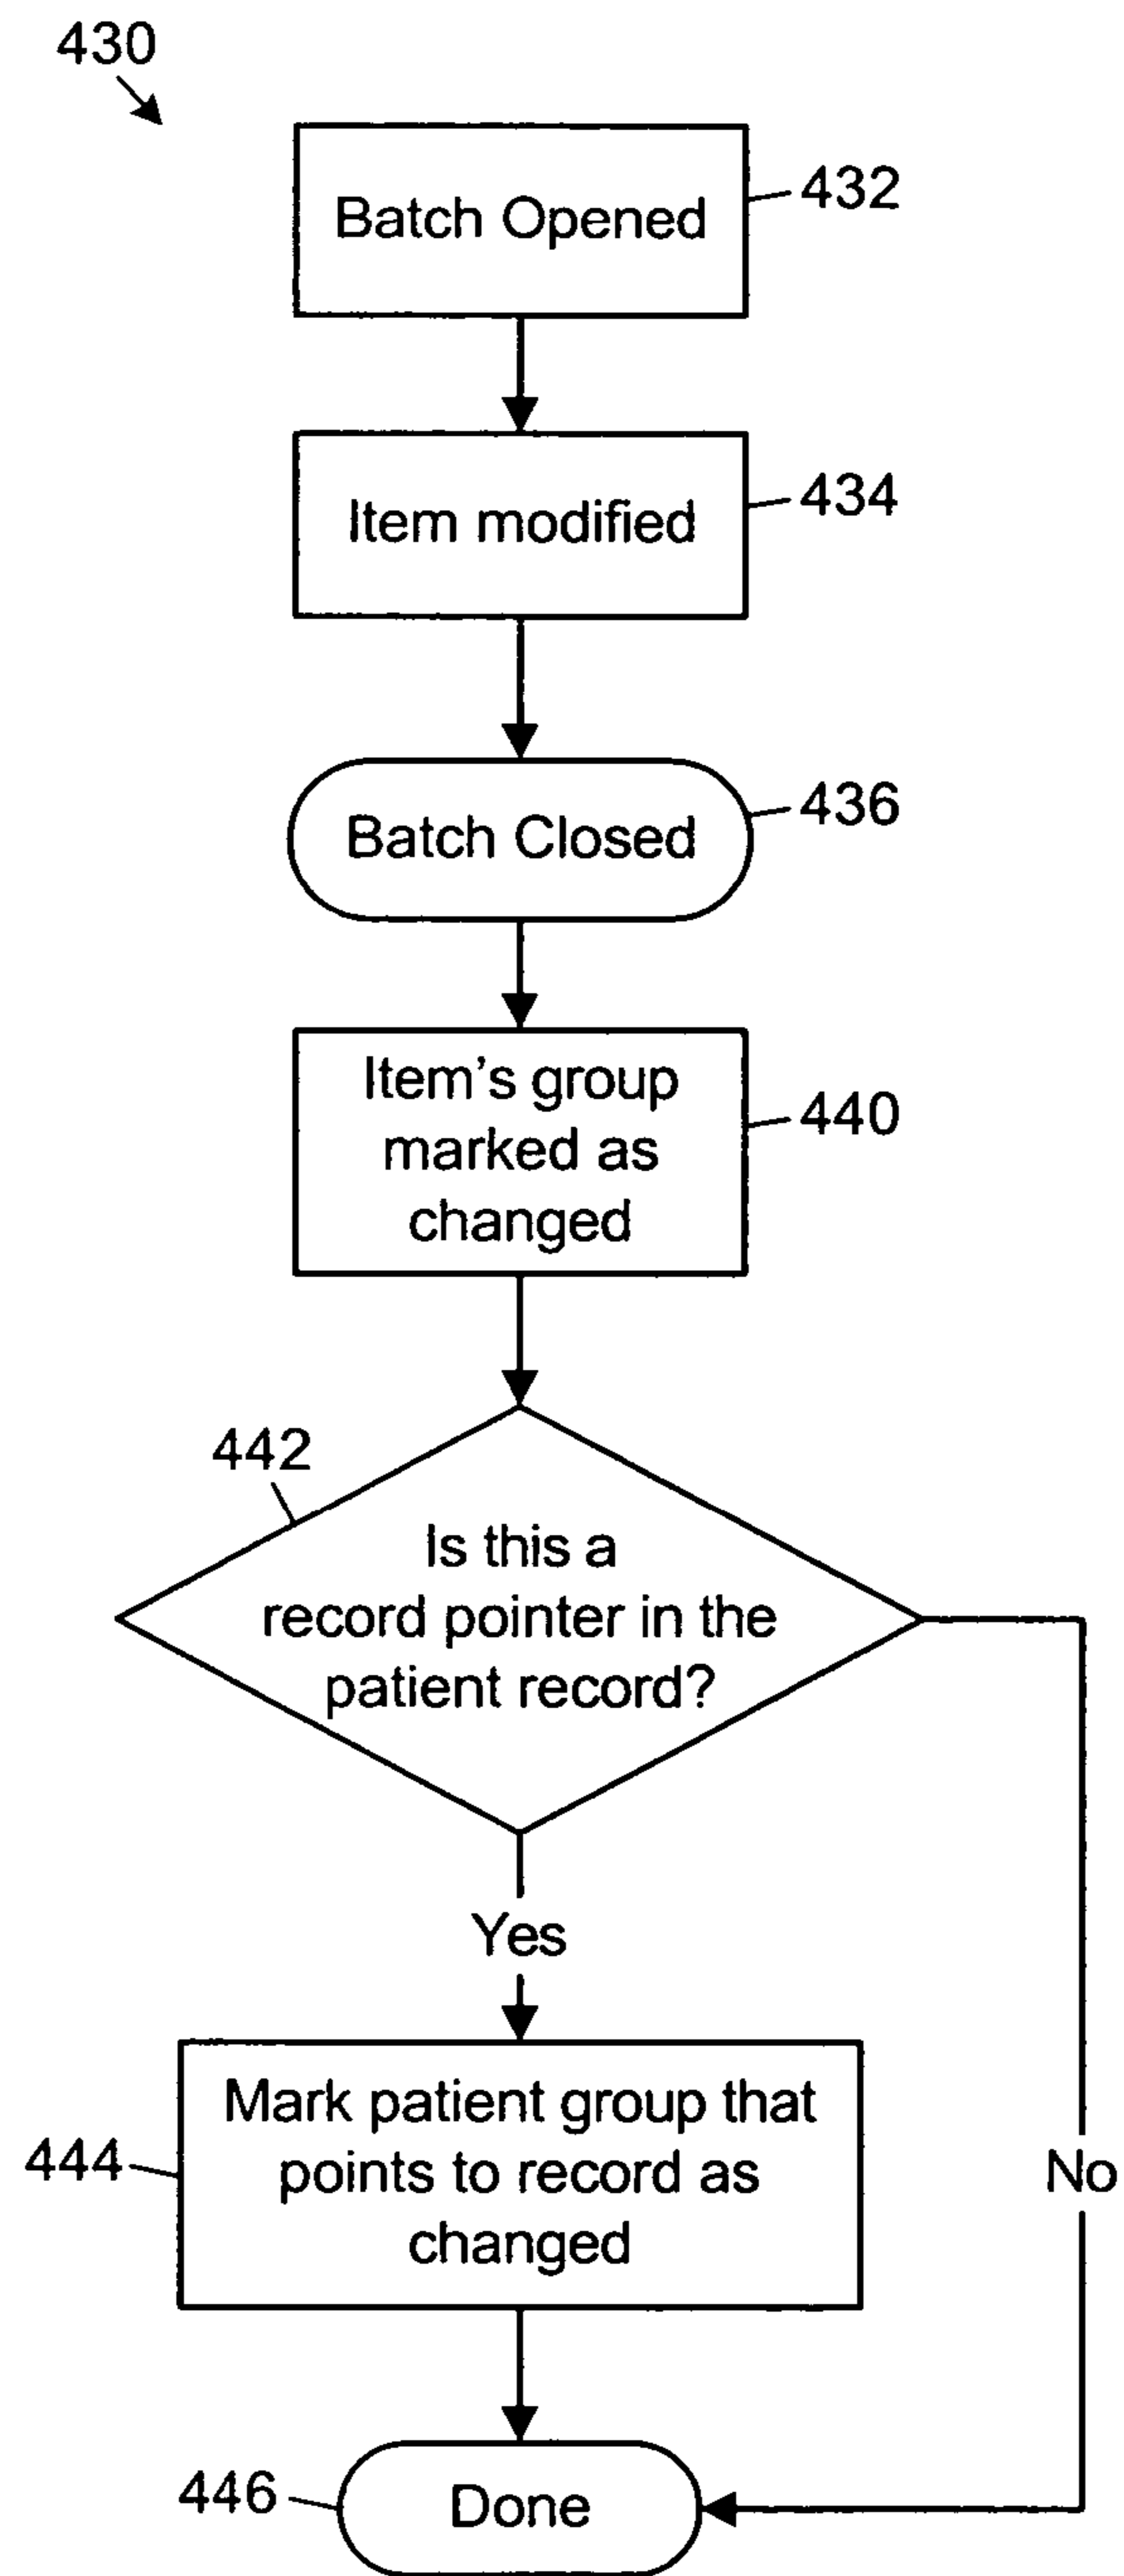 430
Batch Opened
432
Item modified
434
Batch Closed
436
Item's group
marked as
changed
440
442
Is this a
record pointer in the
patient record?
Yes
Mark patient group that
points to record as
changed
444
No
446
Done